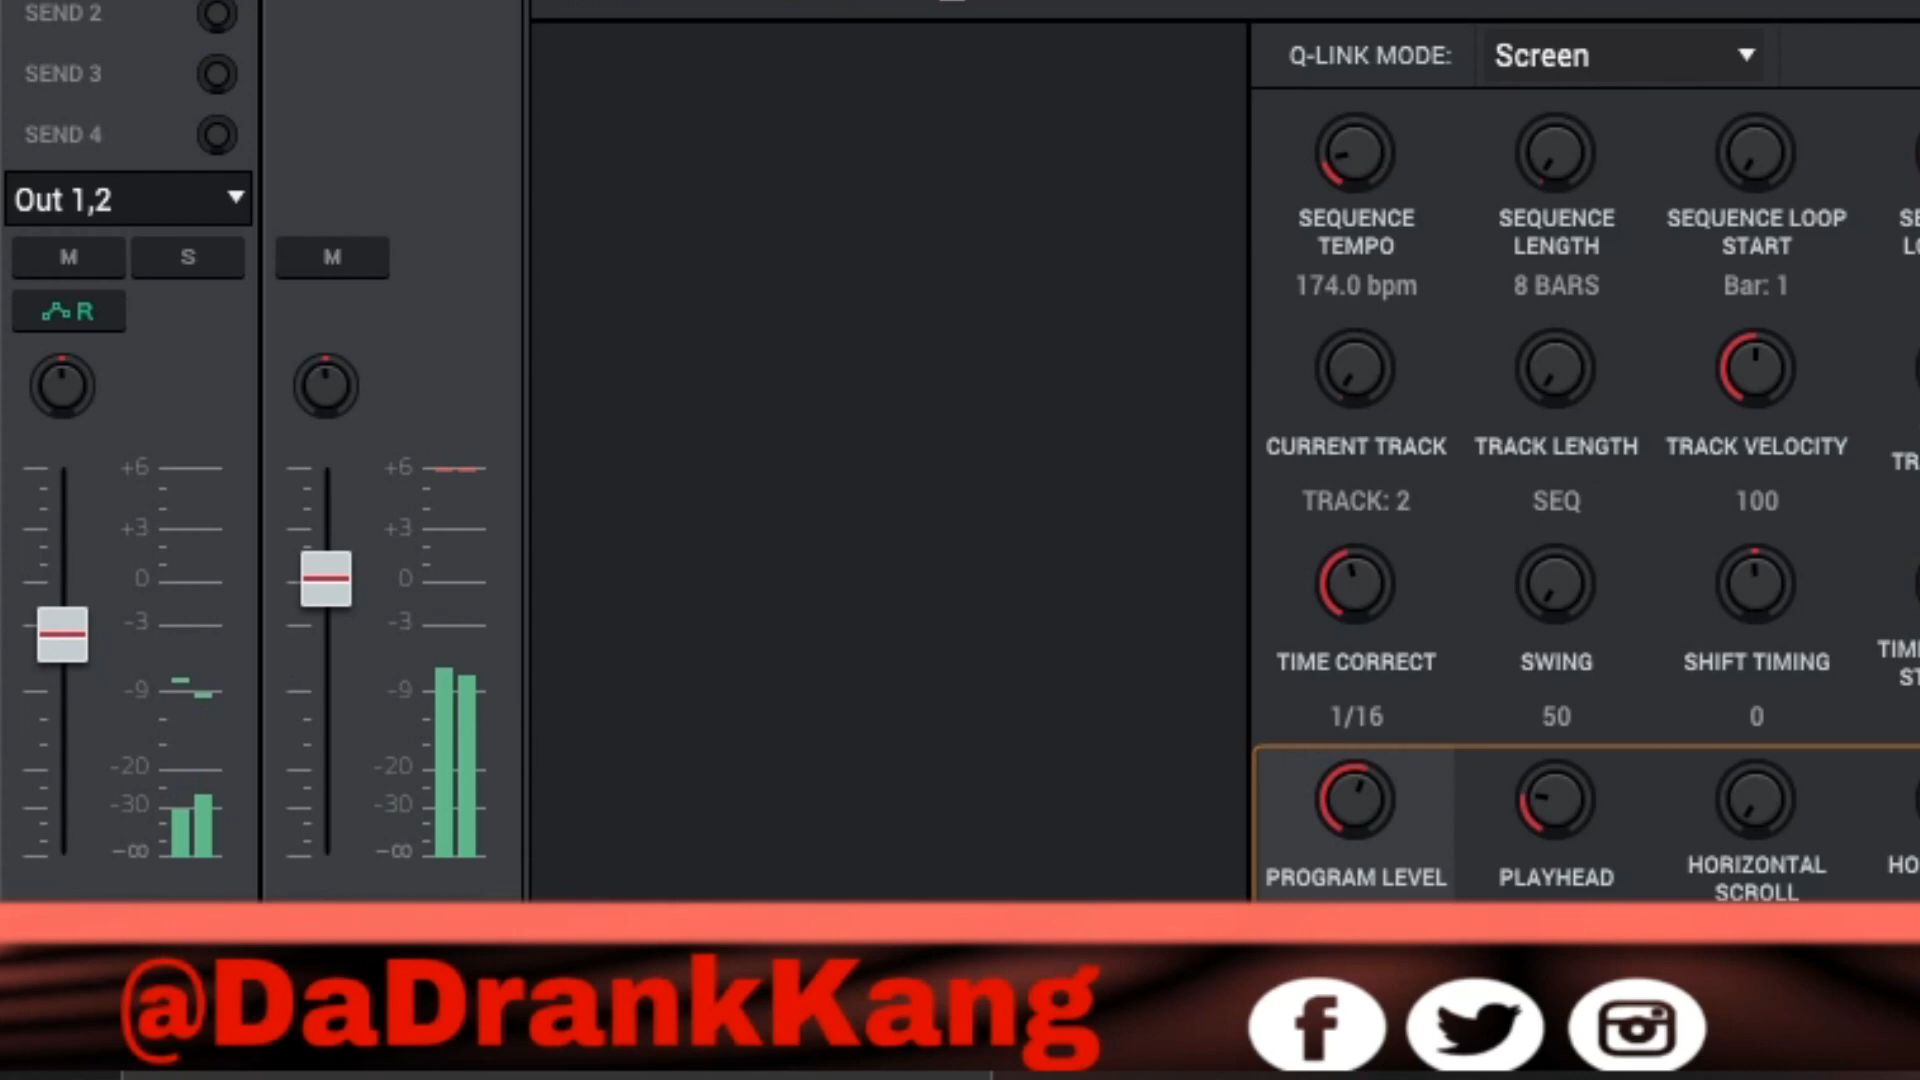 SEND 2
SEND 3
SEND 4
Out 1,2
M S M
R
+6 +6
+3 +3
0 0
-3 -3
-9 -9
-20 -20
-30 -30
-∞ -∞
Q-LINK MODE: Screen
SEQUENCE TEMPO
174.0 bpm
SEQUENCE LENGTH
8 BARS
SEQUENCE LOOP START
Bar: 1
CURRENT TRACK
TRACK: 2
TRACK LENGTH
SEQ
TRACK VELOCITY
100
TIME CORRECT
1/16
SWING
50
SHIFT TIMING
0
PROGRAM LEVEL
PLAYHEAD
HORIZONTAL SCROLL
@DaDrankKang